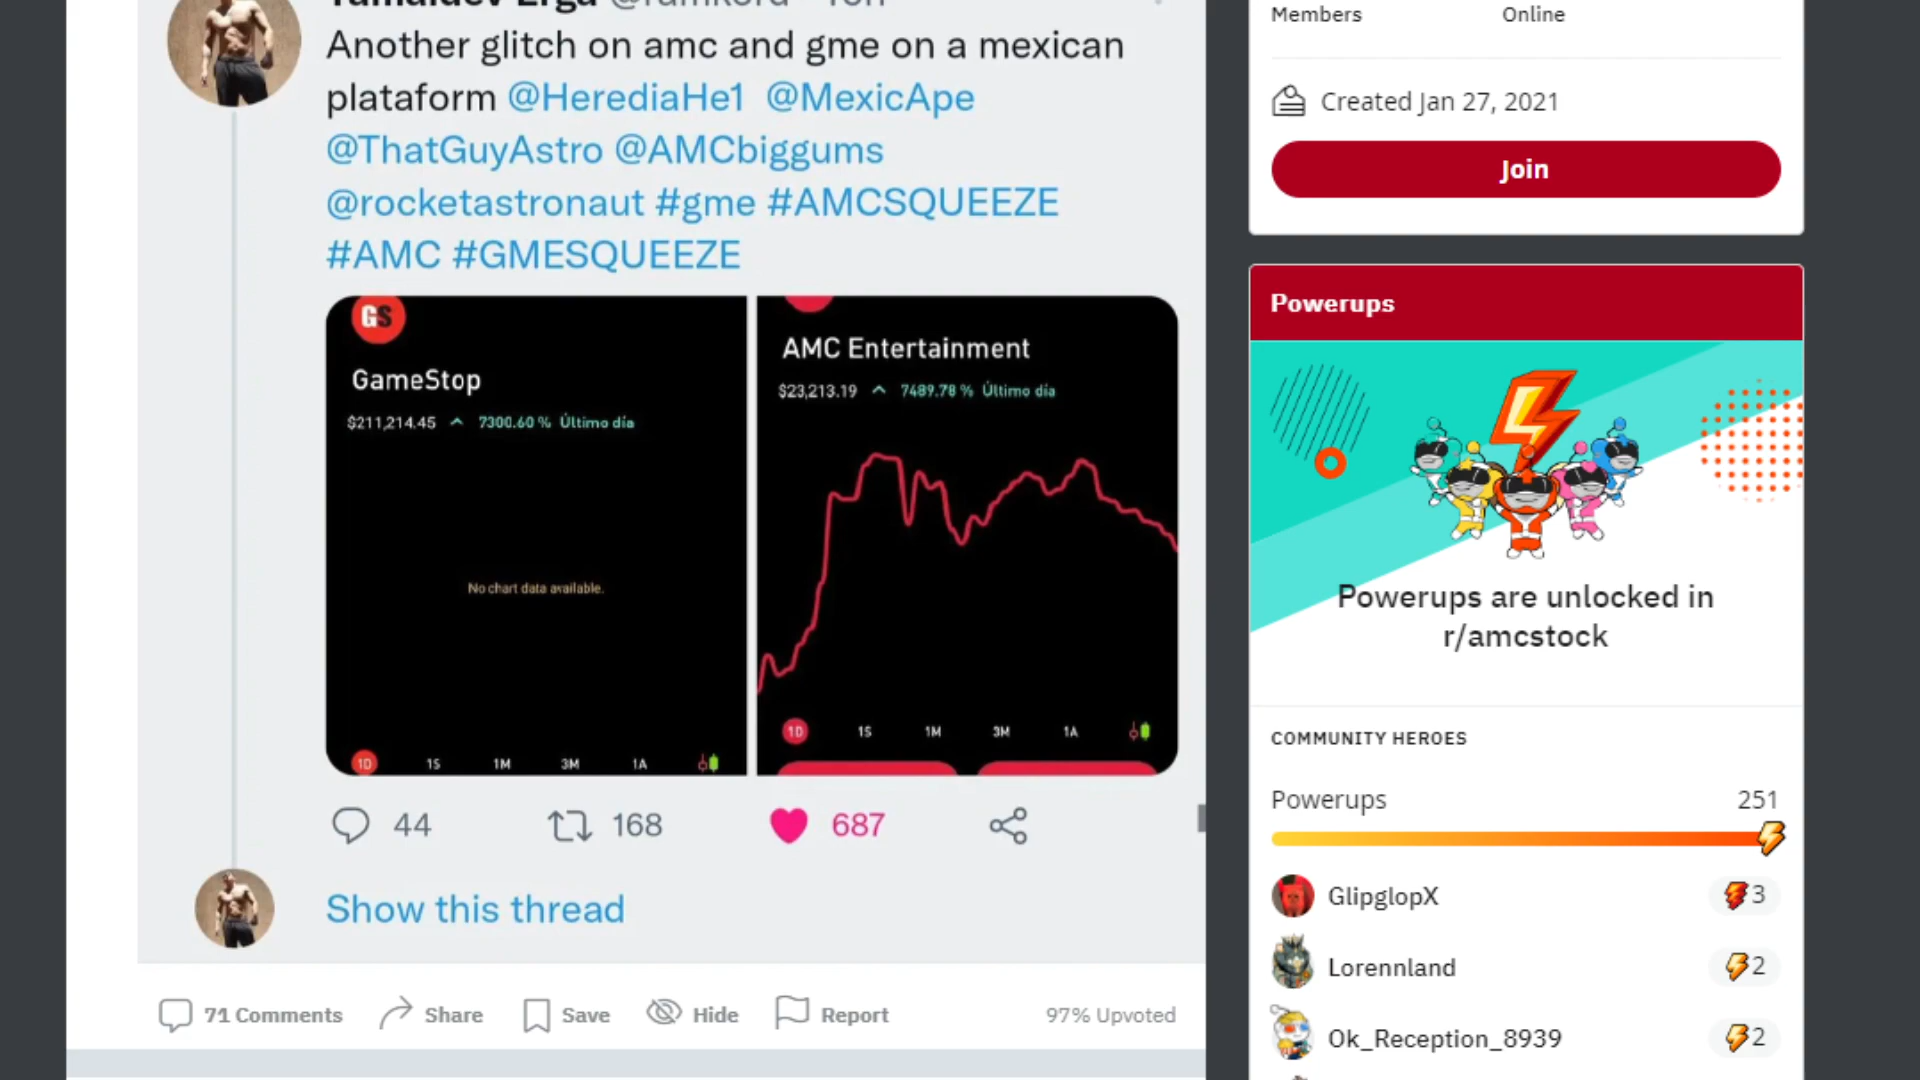 Another glitch on amc and gme on a mexican
plataform @HerediaHe1 @MexicApe
@ThatGuyAstro @AMCbiggums
@rocketastronaut #gme #AMCSQUEEZE
#AMC #GMESQUEEZE
GS
GameStop
$211,214.45 7300.60 % Último día
No chart data available.
1D 1S 1M 3M 1A
AMC Entertainment
$23,213.19 7489.78 % Último día
1D 1S 1M 3M 1A
44 168 687
Show this thread
71 Comments Share Save Hide Report 97% Upvoted
Members Online
Created Jan 27, 2021
Join
Powerups
Powerups are unlocked in
r/amcstock
COMMUNITY HEROES
Powerups 251
GlipglopX 3
Lorennland 2
Ok_Reception_8939 2